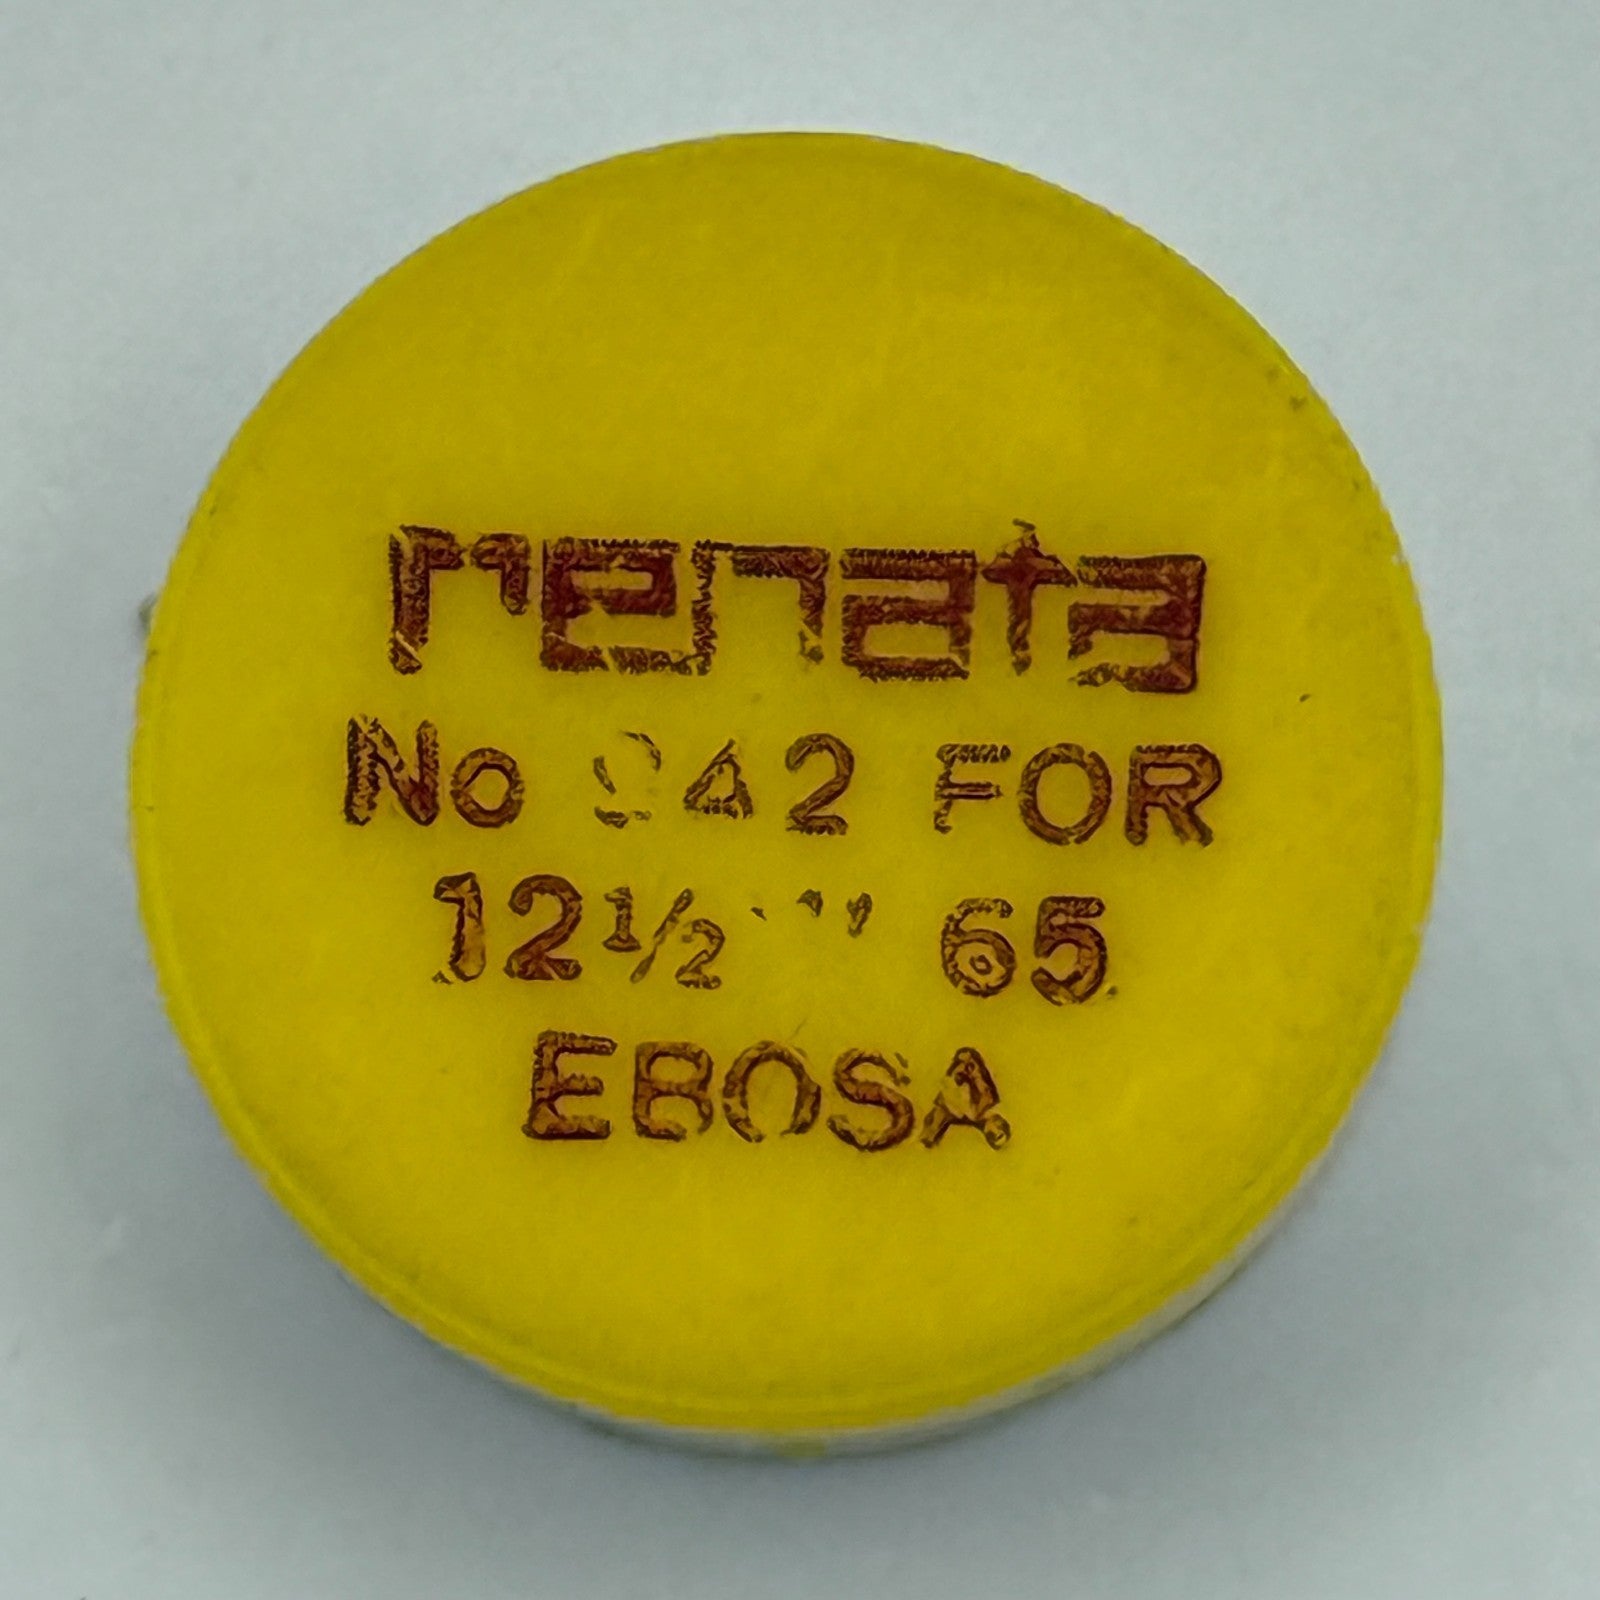 renata
No FOR
12½ ''' 65
EBOSA